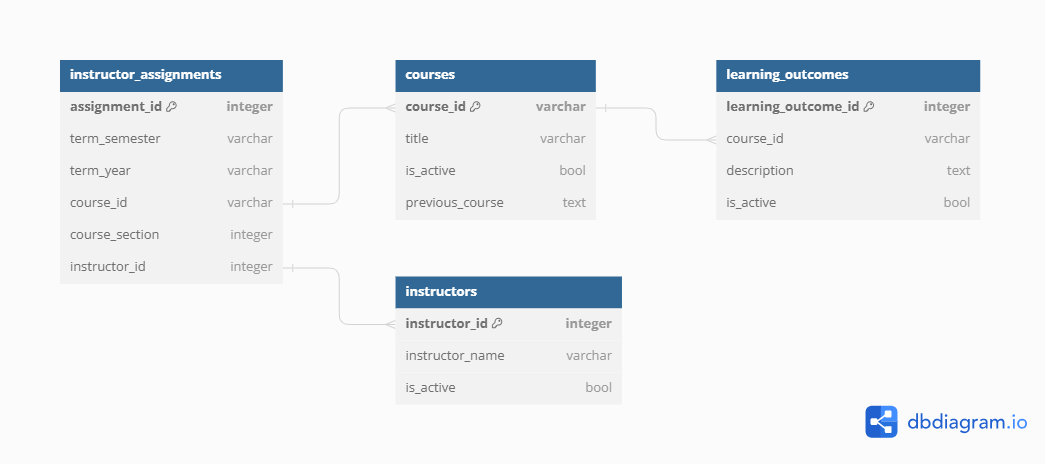 instructor_assignments
assignment_id integer
term_semester varchar
term_year varchar
course_id varchar
course_section integer
instructor_id integer
courses
course_id varchar
title varchar
is_active bool
previous_course text
learning_outcomes
learning_outcome_id integer
course_id varchar
description text
is_active bool
instructors
instructor_id integer
instructor_name varchar
is_active bool
dbdiagram.io